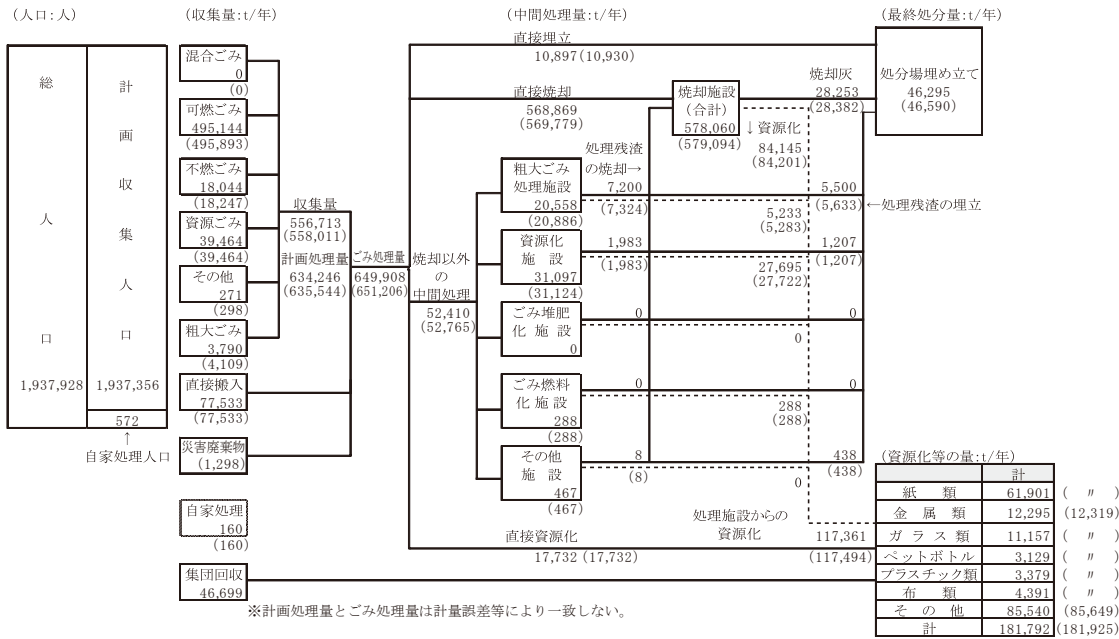 （人口：人）
（収集量：t/年）
（中間処理量：t/年）
（最終処分量：t/年）
総人口
1,937,928
計画収集人口
1,937,356
572
↑
自家処理人口
混合ごみ
0
(0)
可燃ごみ
495,144
(495,893)
不燃ごみ
18,044
(18,247)
資源ごみ
39,464
(39,464)
その他
271
(298)
粗大ごみ
3,790
(4,109)
直接搬入
77,533
(77,533)
災害廃棄物
(1,298)
自家処理
160
(160)
集団回収
46,699
収集量
556,713
(558,011)
計画処理量
634,246
(635,544)
ごみ処理量
649,908
(651,206)
焼却以外
の
中間処理
52,410
(52,765)
直接埋立
10,897(10,930)
直接焼却
568,869
(569,779)
焼却施設
（合計）
578,060
(579,094)
焼却灰
28,253
(28,382)
↓資源化
84,145
(84,201)
処理残渣
の焼却→
粗大ごみ
処理施設
20,558
(20,886)
7,200
(7,324)
5,233
(5,283)
5,500
(5,633)
←処理残渣の埋立
資源化
施設
31,097
(31,124)
1,983
(1,983)
27,695
(27,722)
1,207
(1,207)
ごみ堆肥
化施設
0
0
0
0
ごみ燃料
化施設
288
(288)
0
288
(288)
0
その他
施設
467
(467)
8
(8)
0
438
(438)
処理施設からの
資源化
117,361
(117,494)
直接資源化
17,732 (17,732)
処分場埋め立て
46,295
(46,590)
（資源化等の量：t/年）
計
紙類 61,901 ( 〃 )
金属類 12,295 (12,319)
ガラス類 11,157 ( 〃 )
ペットボトル 3,129 ( 〃 )
プラスチック類 3,379 ( 〃 )
布類 4,391 ( 〃 )
その他 85,540 (85,649)
計 181,792 (181,925)
※計画処理量とごみ処理量は計量誤差等により一致しない。